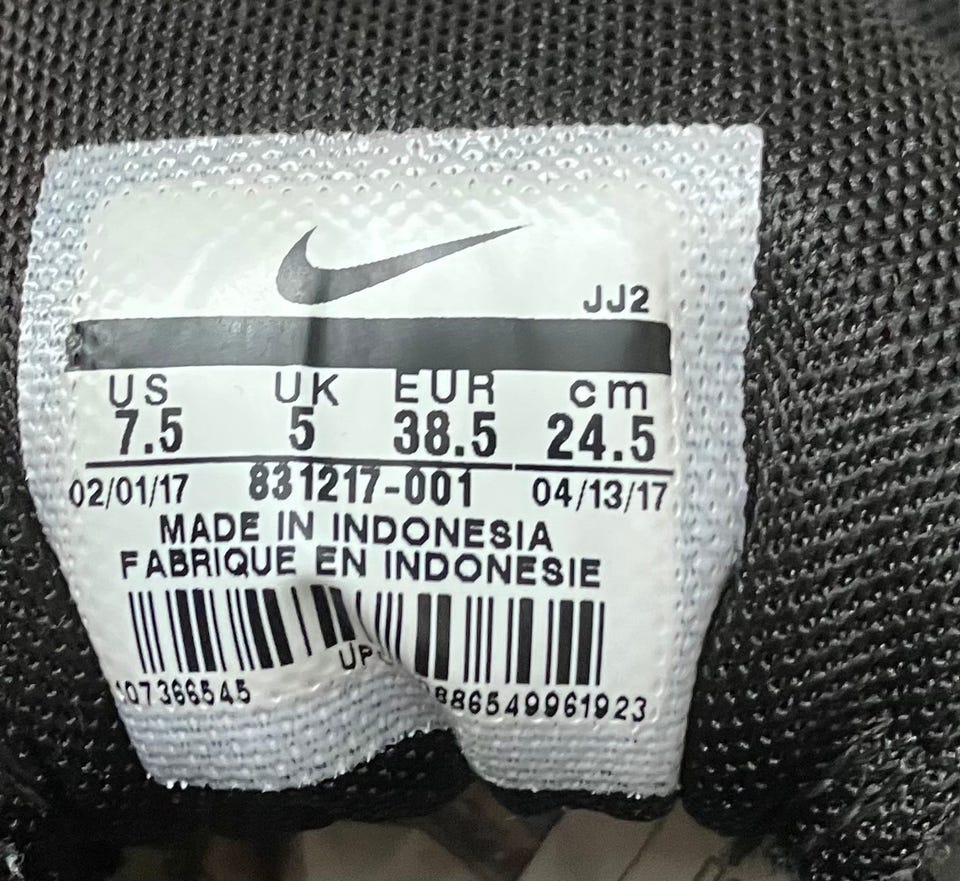 JJ2
US UK EUR cm
7.5 5 38.5 24.5
02/01/17 831217-001 04/13/17
MADE IN INDONESIA
FABRIQUE EN INDONESIE
886549961923